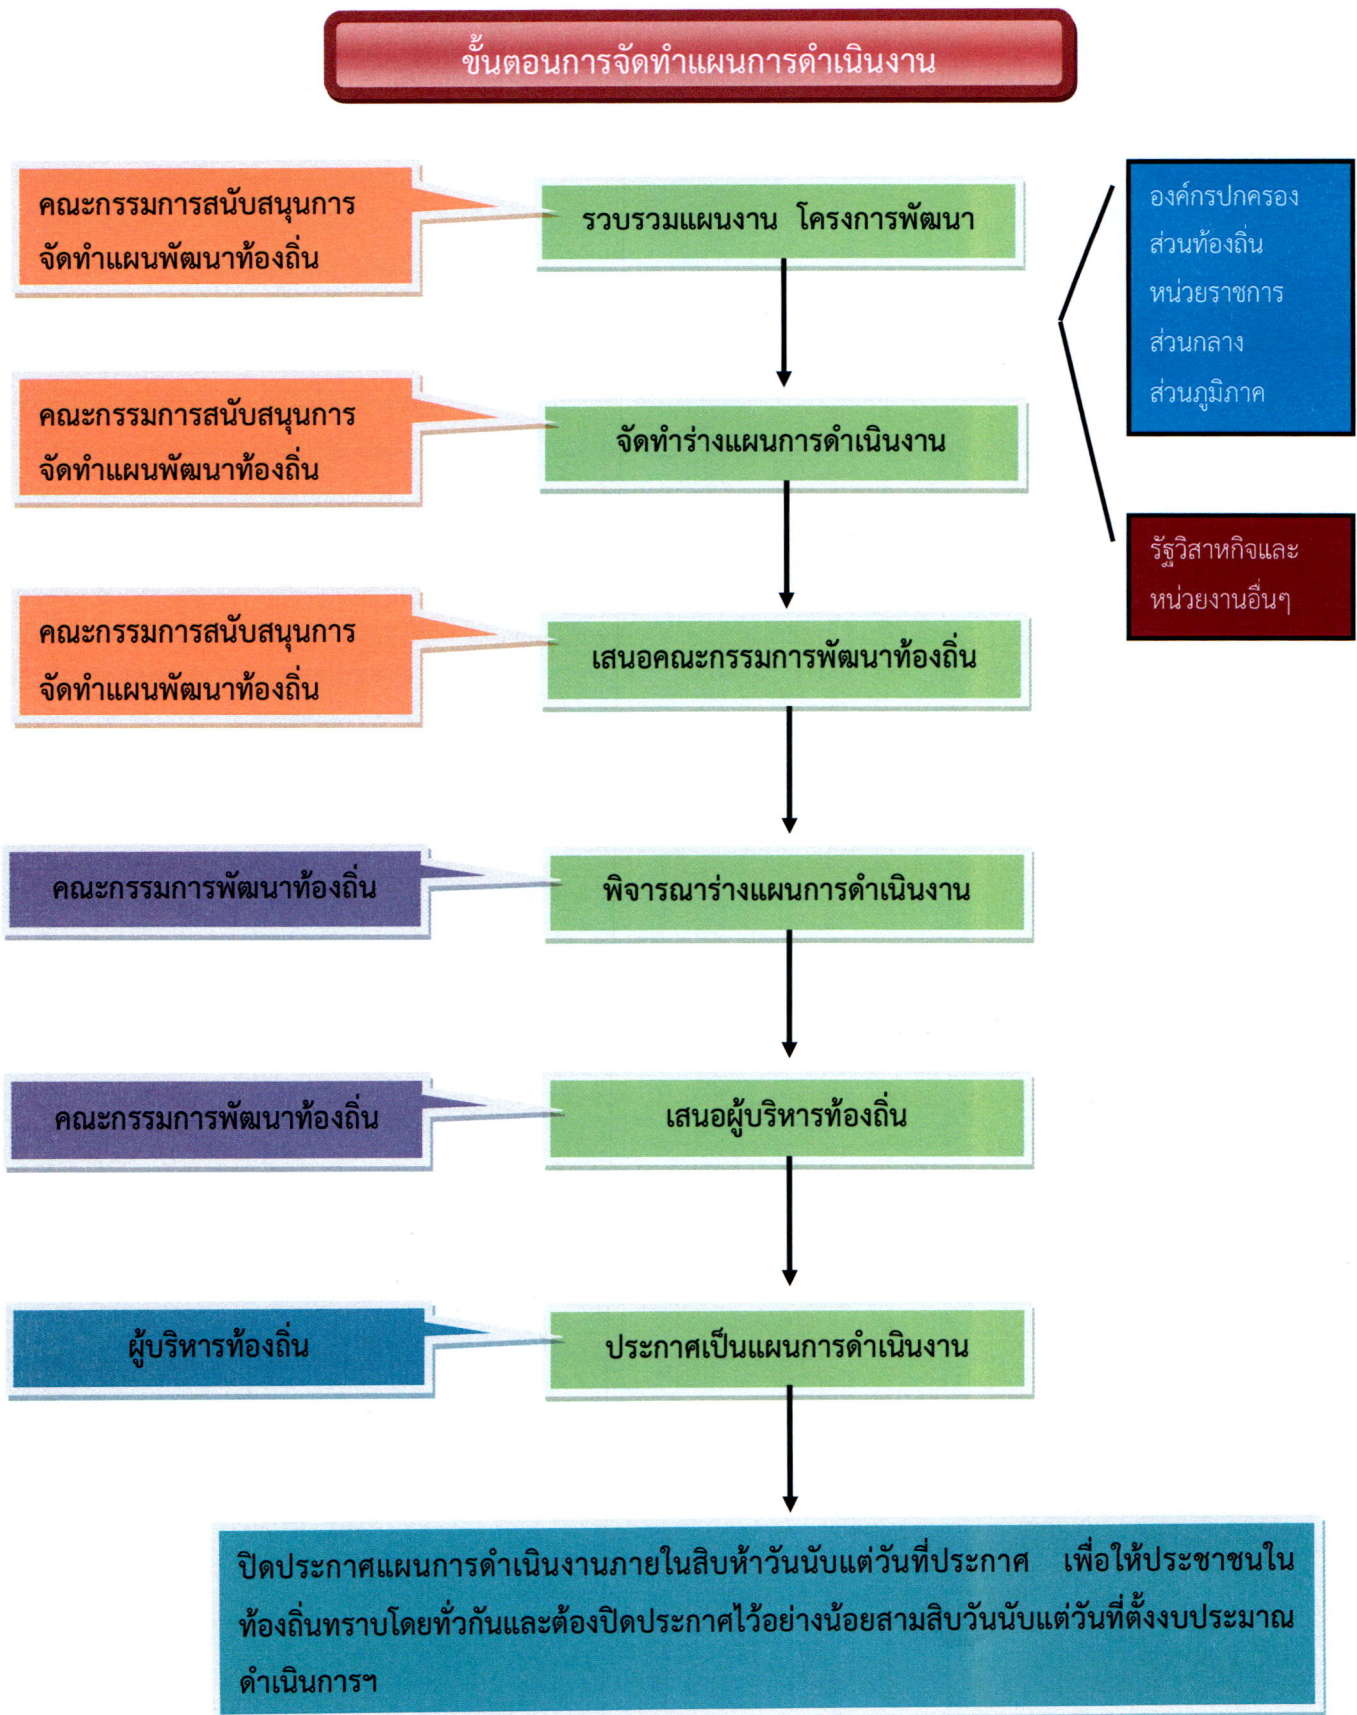 ขั้นตอนการจัดทำแผนการดำเนินงาน
คณะกรรมการสนับสนุนการ
จัดทำแผนพัฒนาท้องถิ่น
รวบรวมแผนงาน โครงการพัฒนา
องค์กรปกครอง
ส่วนท้องถิ่น
หน่วยราชการ
ส่วนกลาง
ส่วนภูมิภาค
คณะกรรมการสนับสนุนการ
จัดทำแผนพัฒนาท้องถิ่น
จัดทำร่างแผนการดำเนินงาน
รัฐวิสาหกิจและ
หน่วยงานอื่นๆ
คณะกรรมการสนับสนุนการ
จัดทำแผนพัฒนาท้องถิ่น
เสนอคณะกรรมการพัฒนาท้องถิ่น
คณะกรรมการพัฒนาท้องถิ่น
พิจารณาร่างแผนการดำเนินงาน
คณะกรรมการพัฒนาท้องถิ่น
เสนอผู้บริหารท้องถิ่น
ผู้บริหารท้องถิ่น
ประกาศเป็นแผนการดำเนินงาน
ปิดประกาศแผนการดำเนินงานภายในสิบห้าวันนับแต่วันที่ประกาศ เพื่อให้ประชาชนใน
ท้องถิ่นทราบโดยทั่วกันและต้องปิดประกาศไว้อย่างน้อยสามสิบวันนับแต่วันที่ตั้งงบประมาณ
ดำเนินการฯ